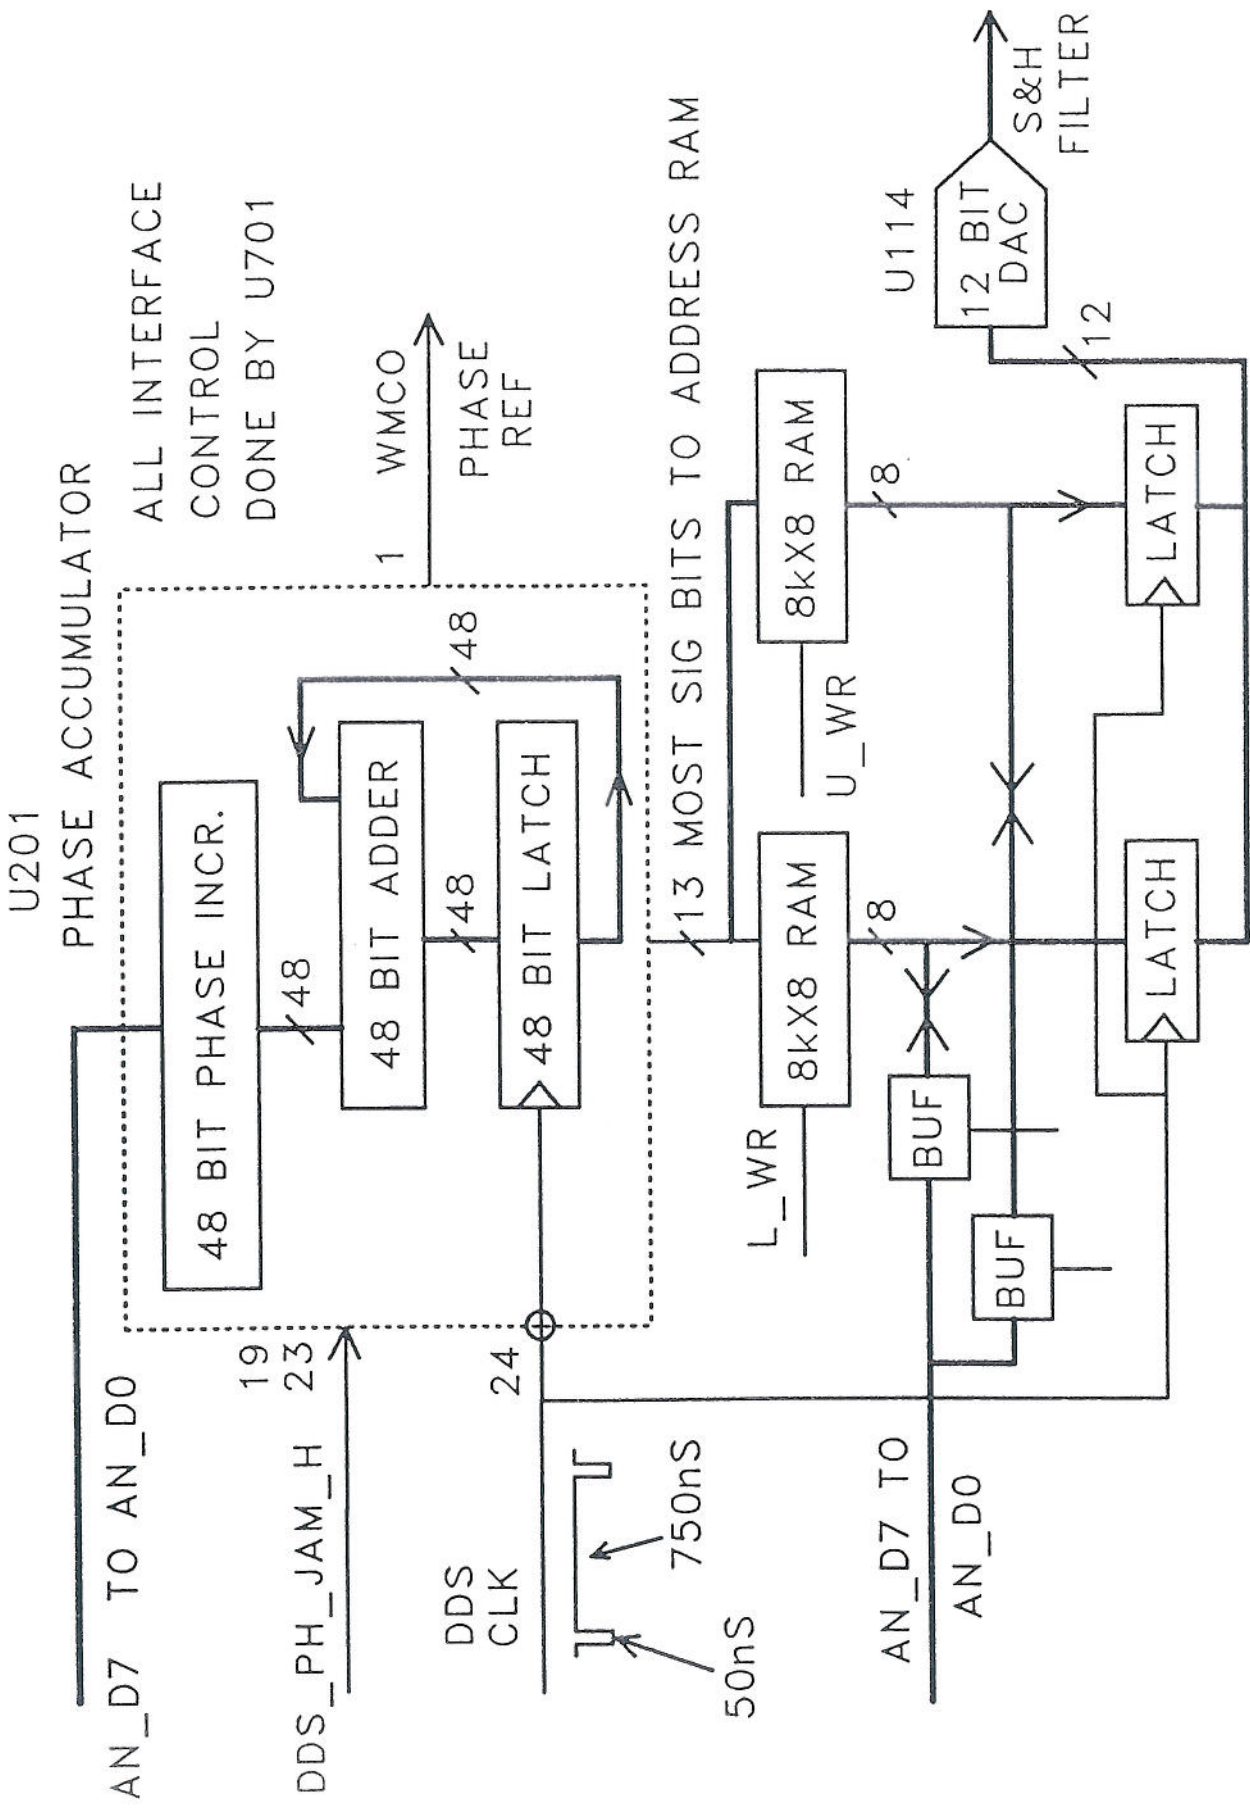 U201
PHASE ACCUMULATOR
AN_D7 TO AN_D0
ALL INTERFACE
CONTROL
DONE BY U701
48 BIT PHASE INCR.
48
19
23
DDS_PH_JAM_H
48 BIT ADDER
48
48
1
WMCO
PHASE
REF
DDS
CLK
24
48 BIT LATCH
50nS
750nS
13 MOST SIG BITS TO ADDRESS RAM
L_WR
8kX8 RAM
U_WR
8kX8 RAM
8
8
AN_D7 TO
AN_D0
BUF
BUF
LATCH
LATCH
12
U114
12 BIT
DAC
S&H
FILTER